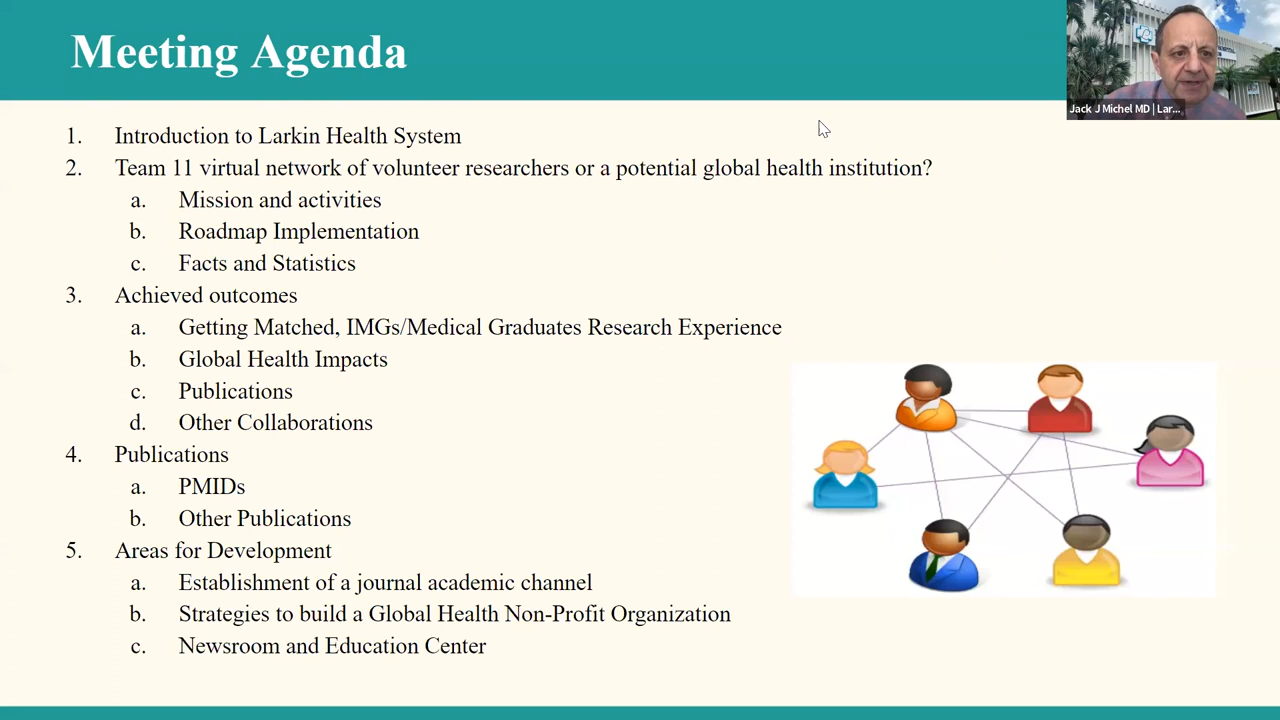 Meeting Agenda
Jack J Michel MD | Lar...
1. Introduction to Larkin Health System
2. Team 11 virtual network of volunteer researchers or a potential global health institution?
a. Mission and activities
b. Roadmap Implementation
c. Facts and Statistics
3. Achieved outcomes
a. Getting Matched, IMGs/Medical Graduates Research Experience
b. Global Health Impacts
c. Publications
d. Other Collaborations
4. Publications
a. PMIDs
b. Other Publications
5. Areas for Development
a. Establishment of a journal academic channel
b. Strategies to build a Global Health Non-Profit Organization
c. Newsroom and Education Center